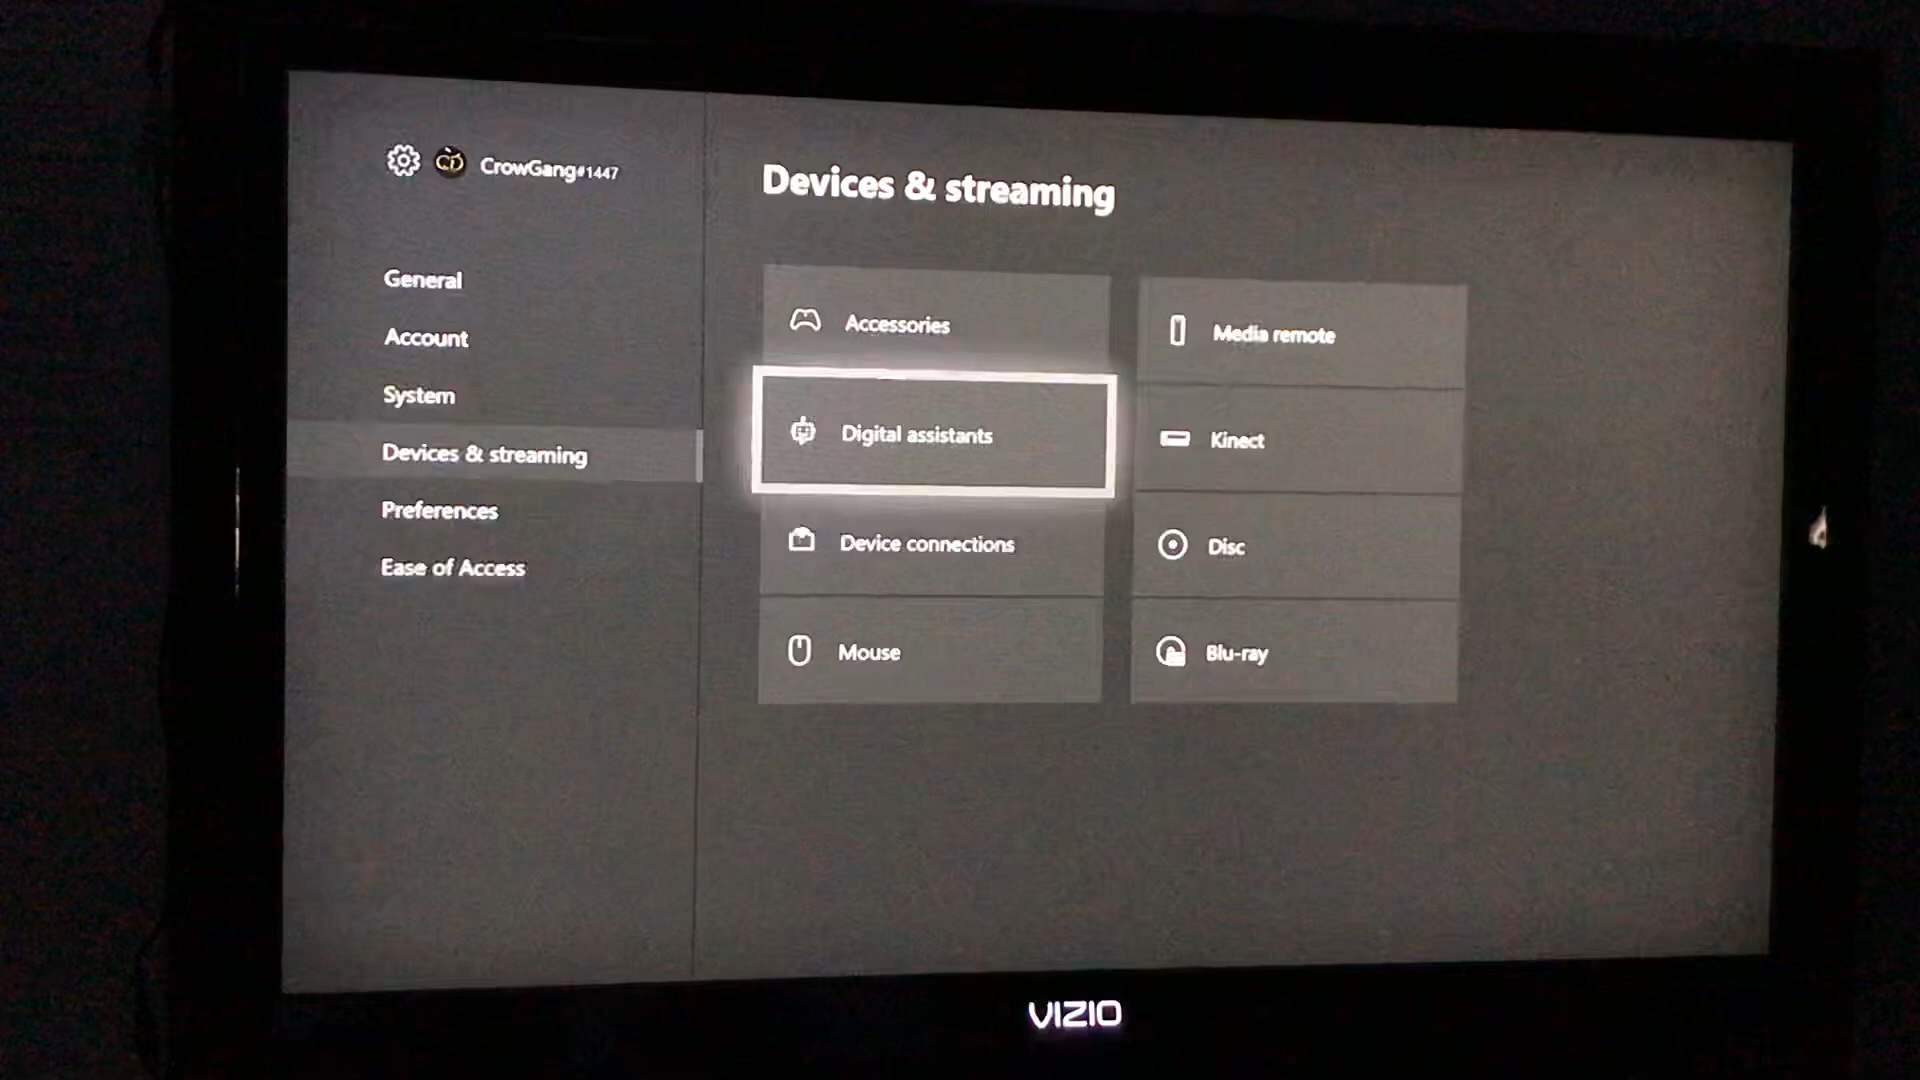 CrowGang#1447
General
Account
System
Devices & streaming
Preferences
Ease of Access
Devices & streaming
Accessories
Digital assistants
Device connections
Mouse
Media remote
Kinect
Disc
Blu-ray
VIZIO